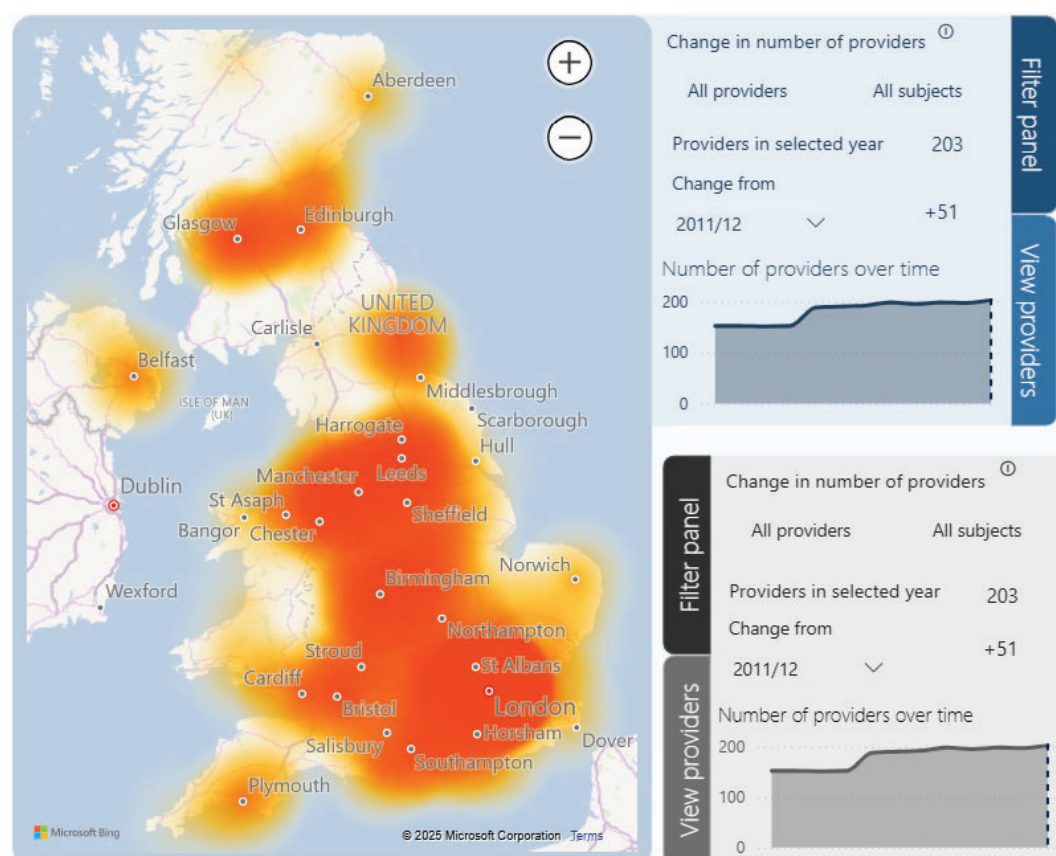 Aberdeen
Glasgow
Edinburgh
UNITED
KINGDOM
Carlisle
Belfast
ISLE OF MAN
(UK)
Middlesbrough
Scarborough
Harrogate
Hull
Leeds
Manchester
Dublin
St Asaph
Sheffield
Bangor
Chester
Norwich
Birmingham
Wexford
Northampton
Stroud
St Albans
Cardiff
Bristol
London
Horsham
Salisbury
Dover
Southampton
Plymouth
Microsoft Bing
© 2025 Microsoft Corporation Terms
Change in number of providers
All providers All subjects
Providers in selected year 203
Change from
2011/12 +51
Number of providers over time
200
100
0
Filter panel
View providers
Filter panel
View providers
Change in number of providers
All providers All subjects
Providers in selected year 203
Change from
2011/12 +51
Number of providers over time
200
100
0